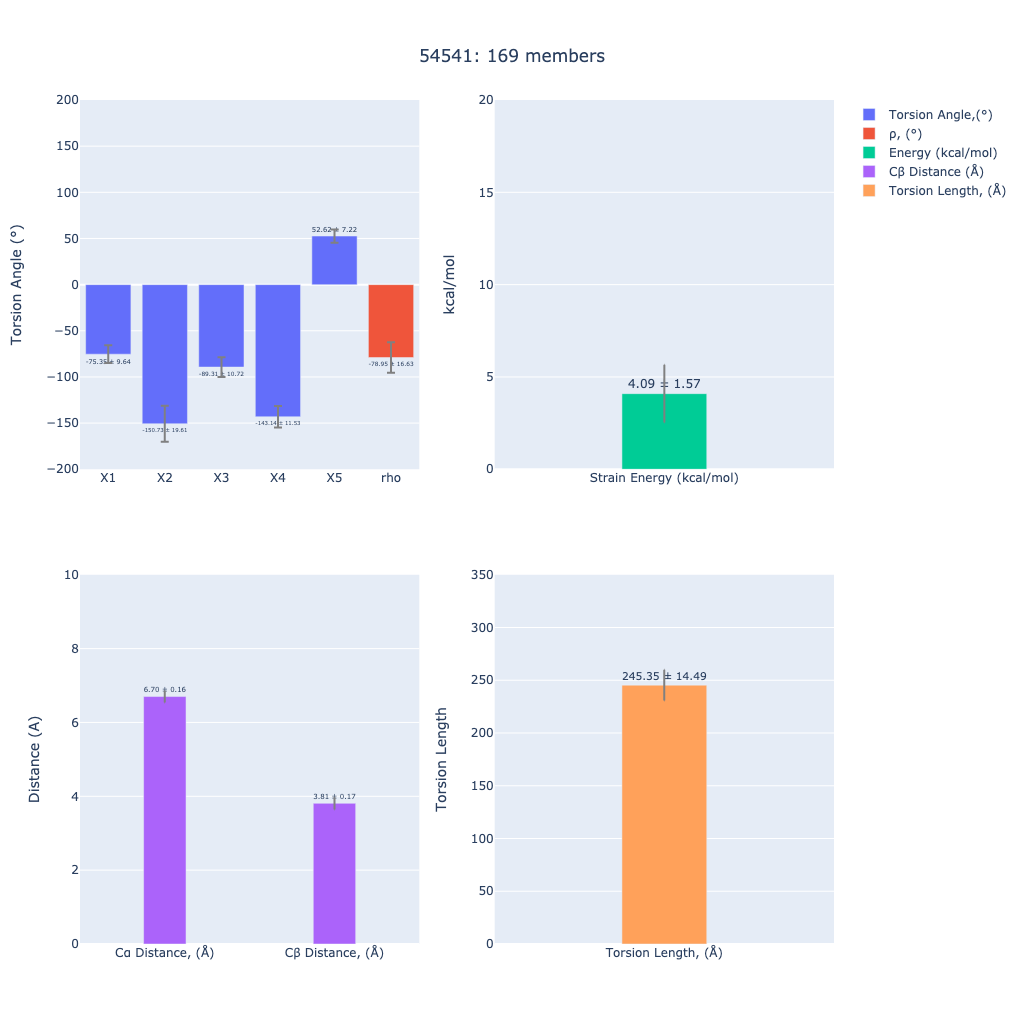 54541: 169 members
Torsion Angle,(°)
ρ, (°)
Energy (kcal/mol)
Cβ Distance (Å)
Torsion Length, (Å)
Torsion Angle (°)
200
150
100
50
0
−50
−100
−150
−200
-75.35 ± 9.64
-150.73 ± 19.61
-89.31 ± 10.72
-143.14 ± 11.53
52.62 ± 7.22
-78.95 ± 16.63
X1 X2 X3 X4 X5 rho
kcal/mol
20
15
10
5
0
4.09 ± 1.57
Strain Energy (kcal/mol)
Distance (A)
10
8
6
4
2
0
6.70 ± 0.16
3.81 ± 0.17
Cα Distance, (Å) Cβ Distance, (Å)
Torsion Length
350
300
250
200
150
100
50
0
245.35 ± 14.49
Torsion Length, (Å)